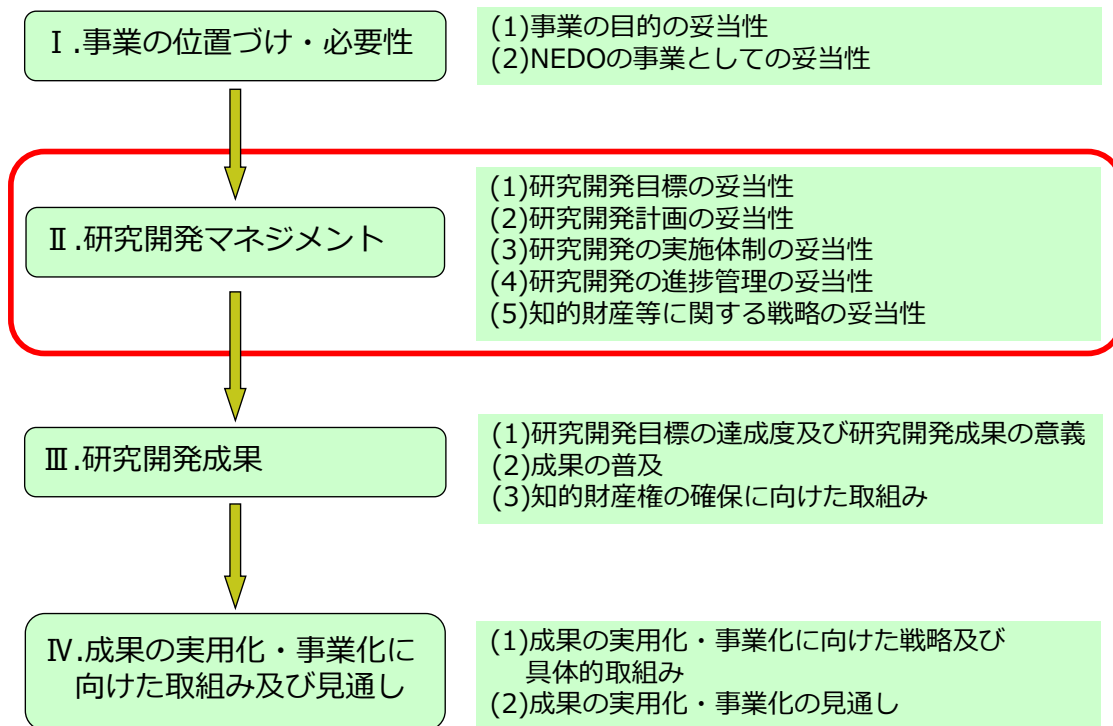 Ⅰ.事業の位置づけ・必要性
(1)事業の目的の妥当性
(2)NEDOの事業としての妥当性
Ⅱ.研究開発マネジメント
(1)研究開発目標の妥当性
(2)研究開発計画の妥当性
(3)研究開発の実施体制の妥当性
(4)研究開発の進捗管理の妥当性
(5)知的財産等に関する戦略の妥当性
Ⅲ.研究開発成果
(1)研究開発目標の達成度及び研究開発成果の意義
(2)成果の普及
(3)知的財産権の確保に向けた取組み
Ⅳ.成果の実用化・事業化に
向けた取組み及び見通し
(1)成果の実用化・事業化に向けた戦略及び
具体的取組み
(2)成果の実用化・事業化の見通し